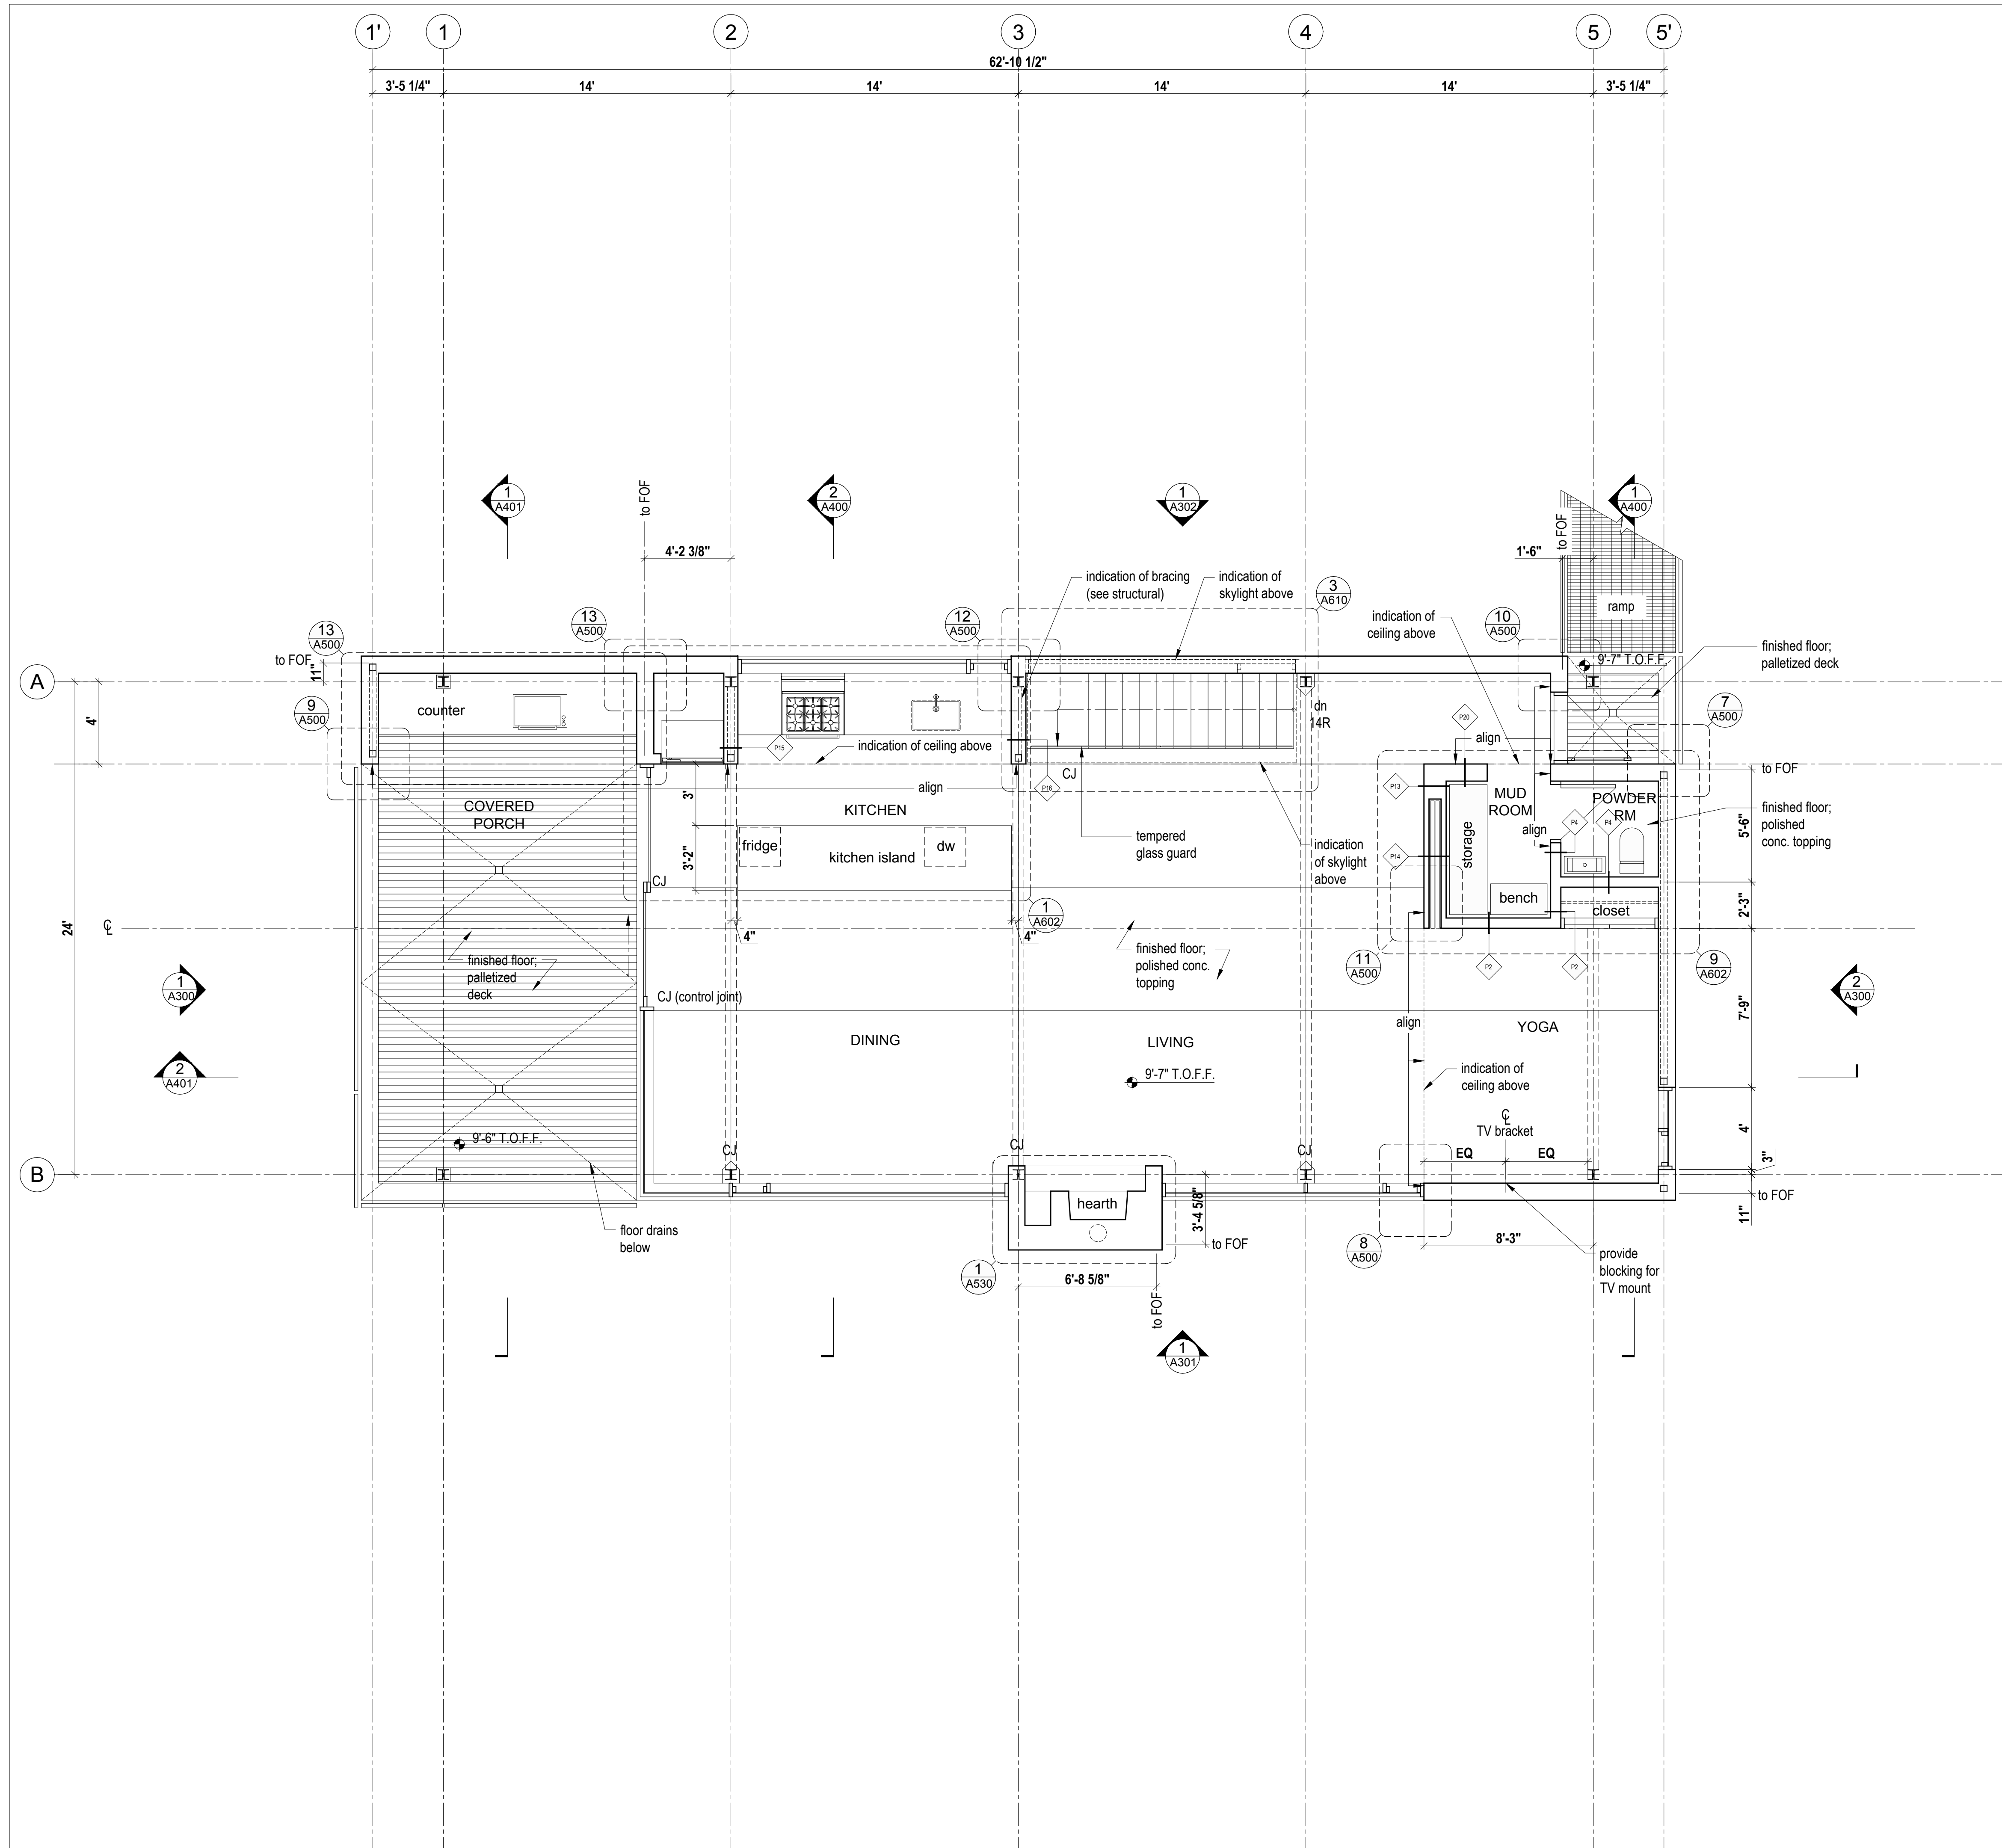 1' 1 2 3 4 5 5'
62'-10 1/2"
3'-5 1/4" 14' 14' 14' 14' 3'-5 1/4"
1
A401
to FOF
2
A400
1
A302
1
A400
4'-2 3/8"
1'-6"
to FOF
indication of bracing
(see structural)
indication of
skylight above
3
A610
ramp
13
A500
13
A500
12
A500
indication of
ceiling above
10
A500
finished floor;
palletized deck
to FOF
11"
9'-7" T.O.F.F.
A
4'
9
A500
counter
dn
14R
7
A500
P15
indication of ceiling above
P20
align
to FOF
CJ
P16
align
P13
MUD
ROOM
POWDER
RM
COVERED
PORCH
3'
KITCHEN
finished floor;
polished
conc. topping
5'-6"
P4
P4
align
tempered
glass guard
fridge
dw
kitchen island
3'-2"
storage
P14
indication
of skylight
above
CJ
bench
closet
2'-3"
1
A602
24'
4"
4"
finished floor;
palletized
deck
finished floor;
polished conc.
topping
11
A500
P2
P2
9
A602
1
A300
2
A300
CJ (control joint)
7'-9"
align
DINING
LIVING
YOGA
2
A401
9'-7" T.O.F.F.
indication of
ceiling above
TV bracket
9'-6" T.O.F.F.
CJ
CJ
CJ
EQ
EQ
4'
3"
B
to FOF
11"
hearth
3'-4 5/8"
to FOF
floor drains
below
8
A500
8'-3"
provide
blocking for
TV mount
1
A530
6'-8 5/8"
to FOF
1
A301